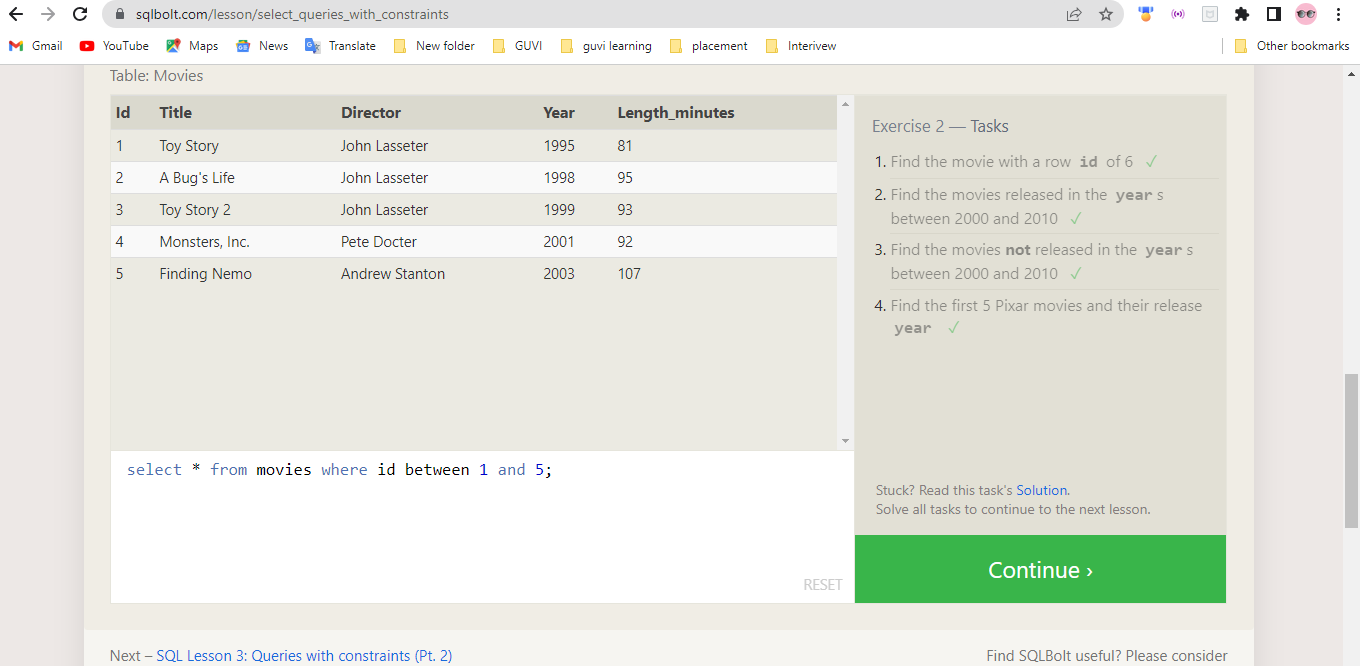 sqlbolt.com/lesson/select_queries_with_constraints
Gmail YouTube Maps News Translate New folder GUVI guvi learning placement Interivew Other bookmarks
Table: Movies
Id Title Director Year Length_minutes
1 Toy Story John Lasseter 1995 81
2 A Bug's Life John Lasseter 1998 95
3 Toy Story 2 John Lasseter 1999 93
4 Monsters, Inc. Pete Docter 2001 92
5 Finding Nemo Andrew Stanton 2003 107
select * from movies where id between 1 and 5;
RESET
Exercise 2 — Tasks
1. Find the movie with a row id of 6 ✓
2. Find the movies released in the year s
between 2000 and 2010 ✓
3. Find the movies not released in the year s
between 2000 and 2010 ✓
4. Find the first 5 Pixar movies and their release
year ✓
Stuck? Read this task's Solution.
Solve all tasks to continue to the next lesson.
Continue ›
Next – SQL Lesson 3: Queries with constraints (Pt. 2)
Find SQLBolt useful? Please consider